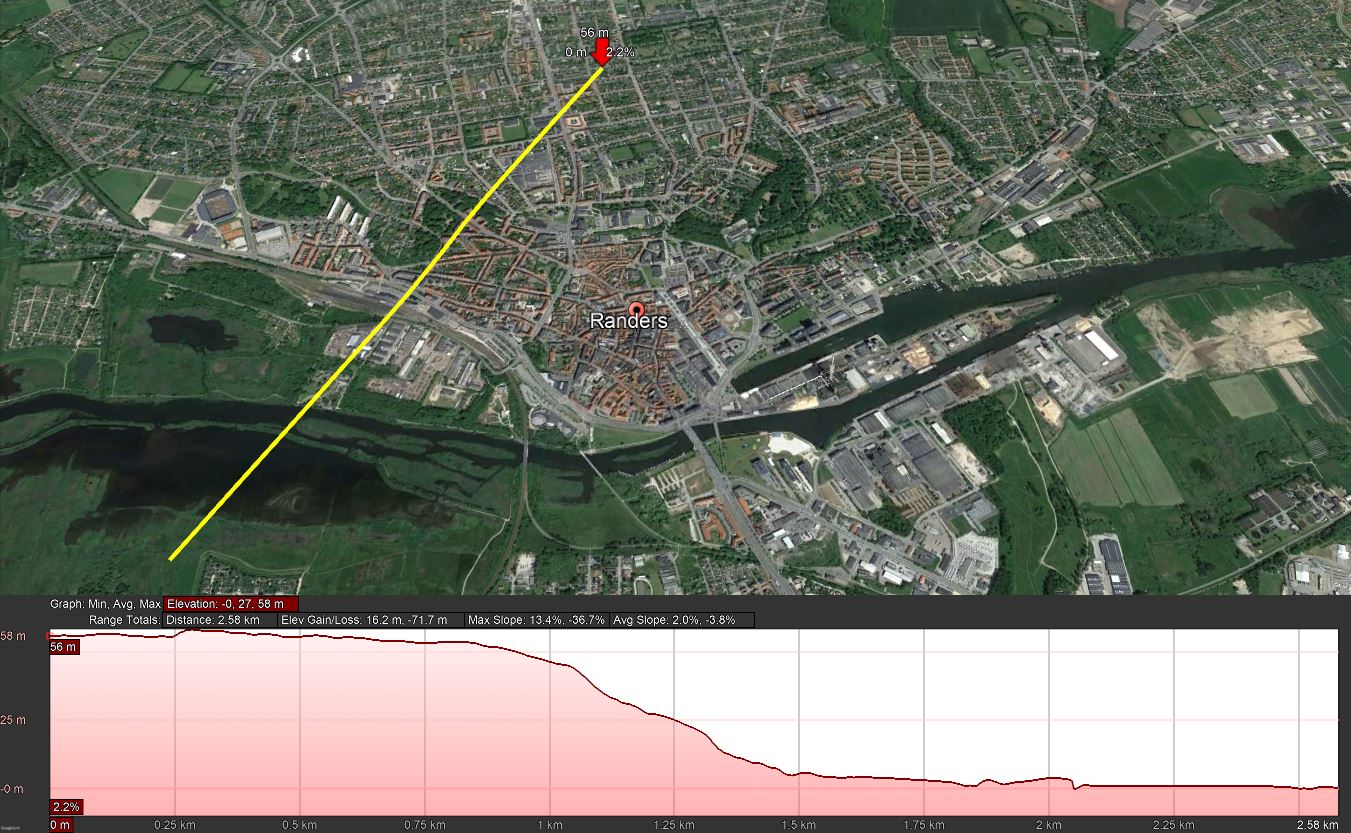 56 m
0 m 2.2%
Randers
Graph: Min, Avg, Max Elevation: -0, 27, 58 m
Range Totals: Distance: 2.58 km Elev Gain/Loss: 16.2 m, -71.7 m Max Slope: 13.4%, -36.7% Avg Slope: 2.0%, -3.8%
58 m
56 m
25 m
-0 m
2.2%
0 m 0.25 km 0.5 km 0.75 km 1 km 1.25 km 1.5 km 1.75 km 2 km 2.25 km 2.58 km